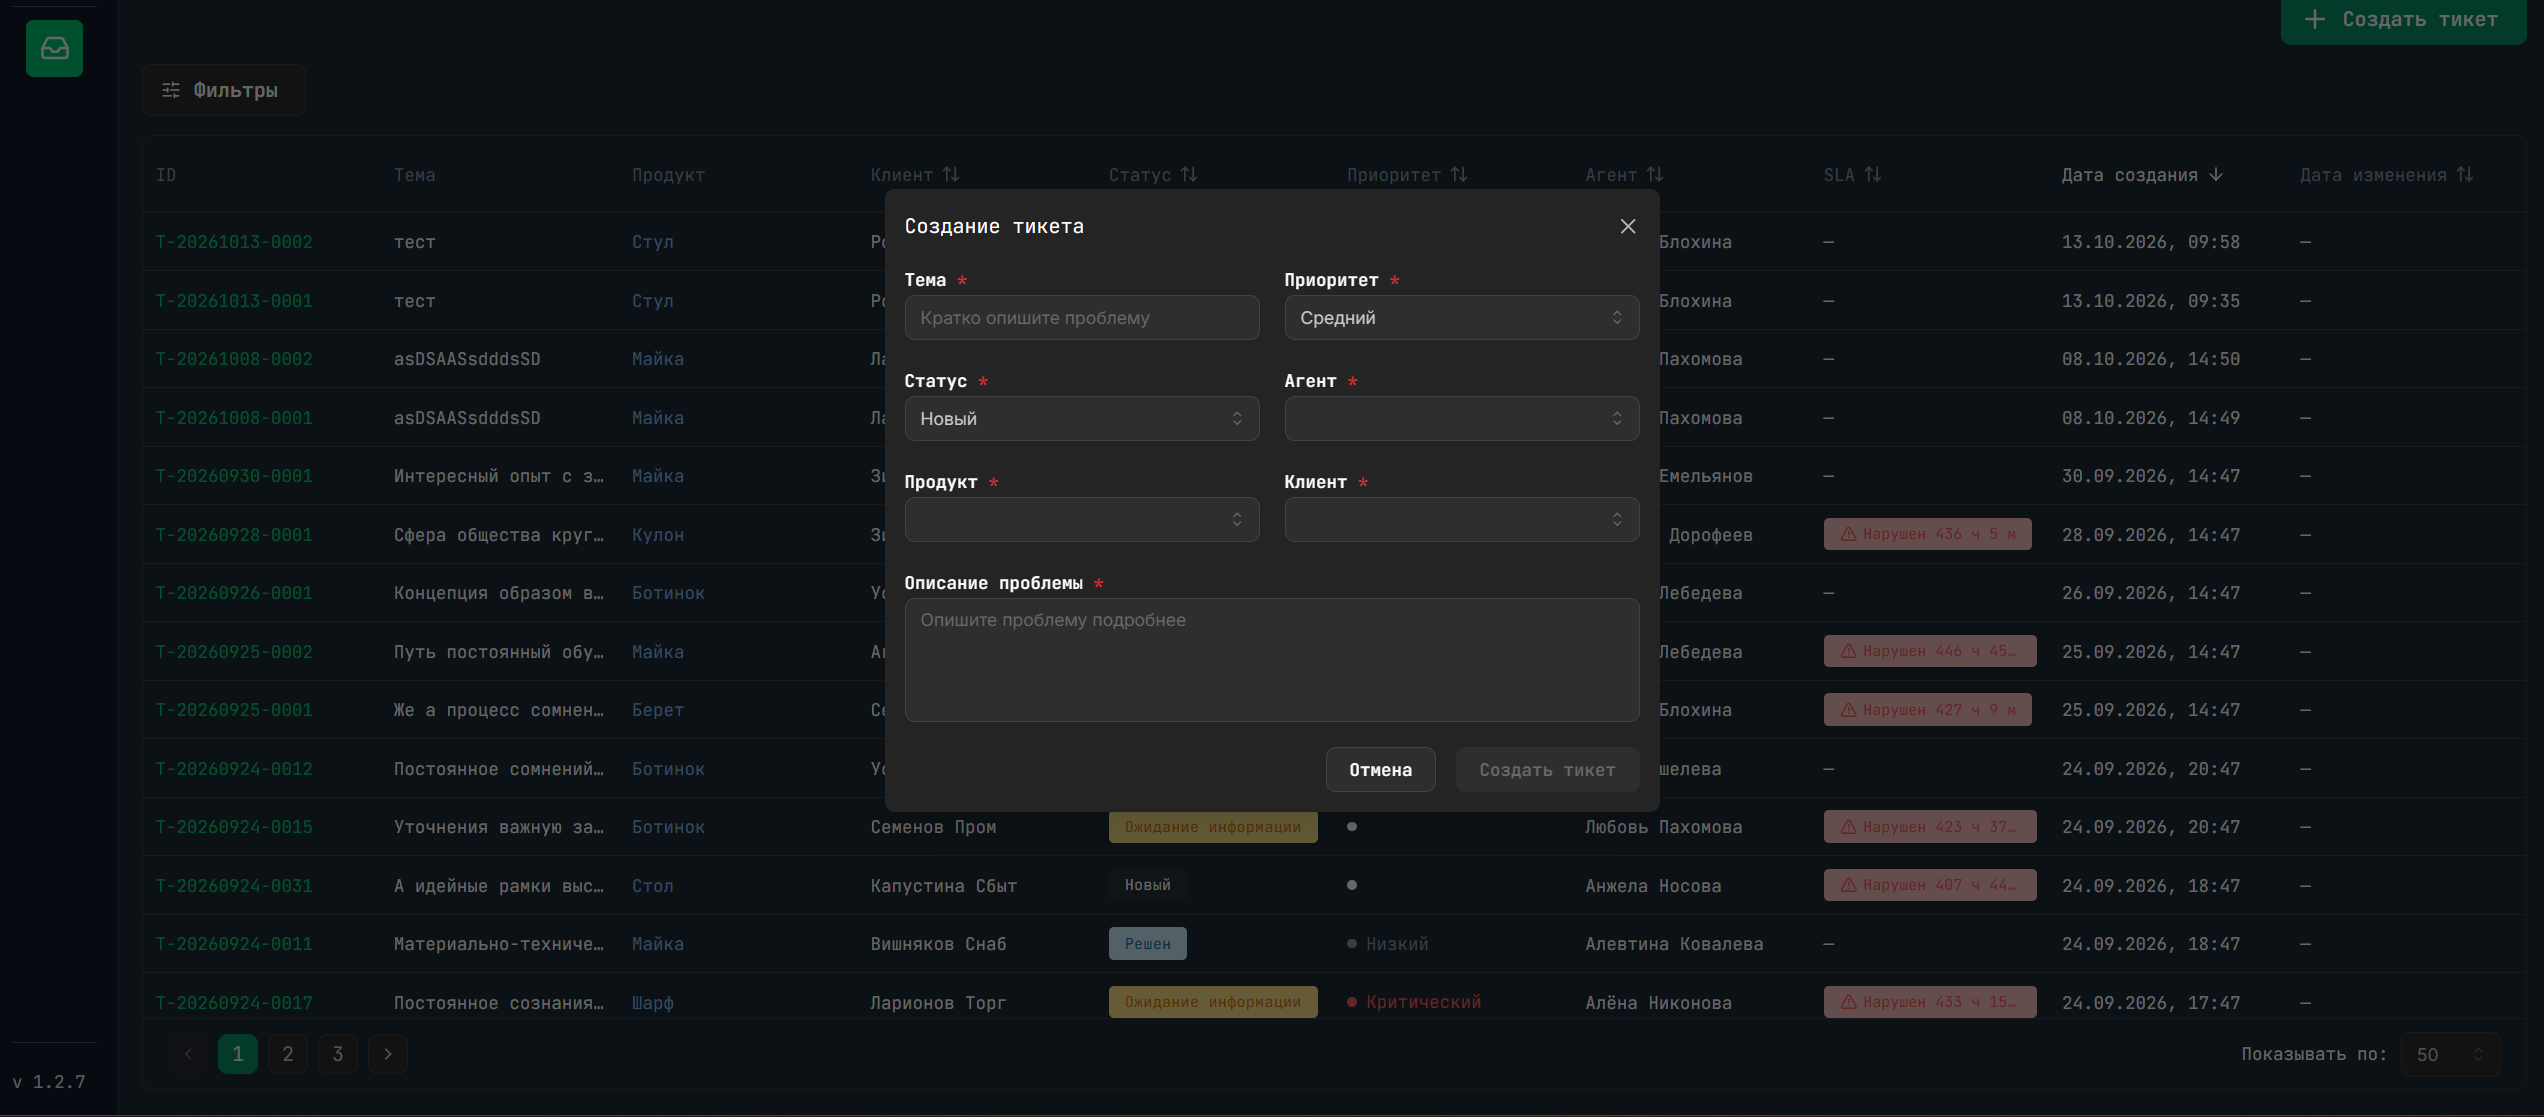 Создать тикет
Фильтры
ID Тема Продукт Клиент Статус Приоритет Агент SLA Дата создания Дата изменения
Создание тикета
Тема * Приоритет *
Кратко опишите проблему Средний
Статус * Агент *
Новый
Продукт * Клиент *
Описание проблемы *
Опишите проблему подробнее
Отмена Создать тикет
T-20261013-0002 тест Стул Ро Блохина — 13.10.2026, 09:58 —
T-20261013-0001 тест Стул Ро Блохина — 13.10.2026, 09:35 —
T-20261008-0002 asDSAASsdddsSD Майка Ла Пахомова — 08.10.2026, 14:50 —
T-20261008-0001 asDSAASsdddsSD Майка Ла Пахомова — 08.10.2026, 14:49 —
T-20260930-0001 Интересный опыт с з… Майка Емельянов — 30.09.2026, 14:47 —
T-20260928-0001 Сфера общества круг… Кулон Дорофеев Нарушен 436 ч 5 м 28.09.2026, 14:47 —
T-20260926-0001 Концепция образом в… Ботинок Лебедева — 26.09.2026, 14:47 —
T-20260925-0002 Путь постоянный обу… Майка Лебедева Нарушен 446 ч 45… 25.09.2026, 14:47 —
T-20260925-0001 Же а процесс сомнен… Берет Блохина Нарушен 427 ч 9 м 25.09.2026, 14:47 —
T-20260924-0012 Постоянное сомнений… Ботинок шелева — 24.09.2026, 20:47 —
T-20260924-0015 Уточнения важную за… Ботинок Семенов Пром Ожидание информации Любовь Пахомова Нарушен 423 ч 37… 24.09.2026, 20:47 —
T-20260924-0031 А идейные рамки выс… Стол Капустина Сбыт Новый Анжела Носова Нарушен 407 ч 44… 24.09.2026, 18:47 —
T-20260924-0011 Материально-техниче… Майка Вишняков Снаб Решен Низкий Алевтина Ковалева — 24.09.2026, 18:47 —
T-20260924-0017 Постоянное сознания… Шарф Ларионов Торг Ожидание информации Критический Алёна Никонова Нарушен 433 ч 15… 24.09.2026, 17:47 —
1 2 3 Показывать по: 50
v 1.2.7